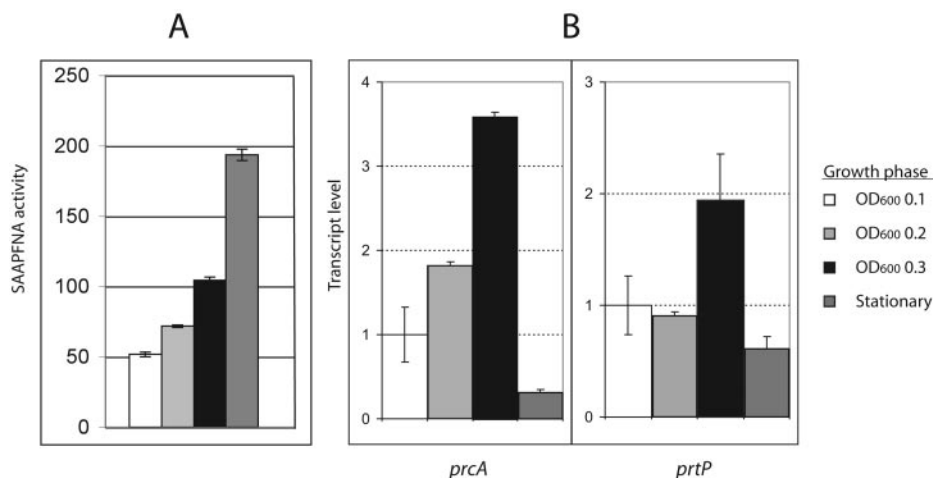 A
B
250
200
150
100
50
0
SAAPFNA activity
4
3
2
1
0
Transcript level
prcA
3
2
1
0
prtP
Growth phase
OD600 0.1
OD600 0.2
OD600 0.3
Stationary